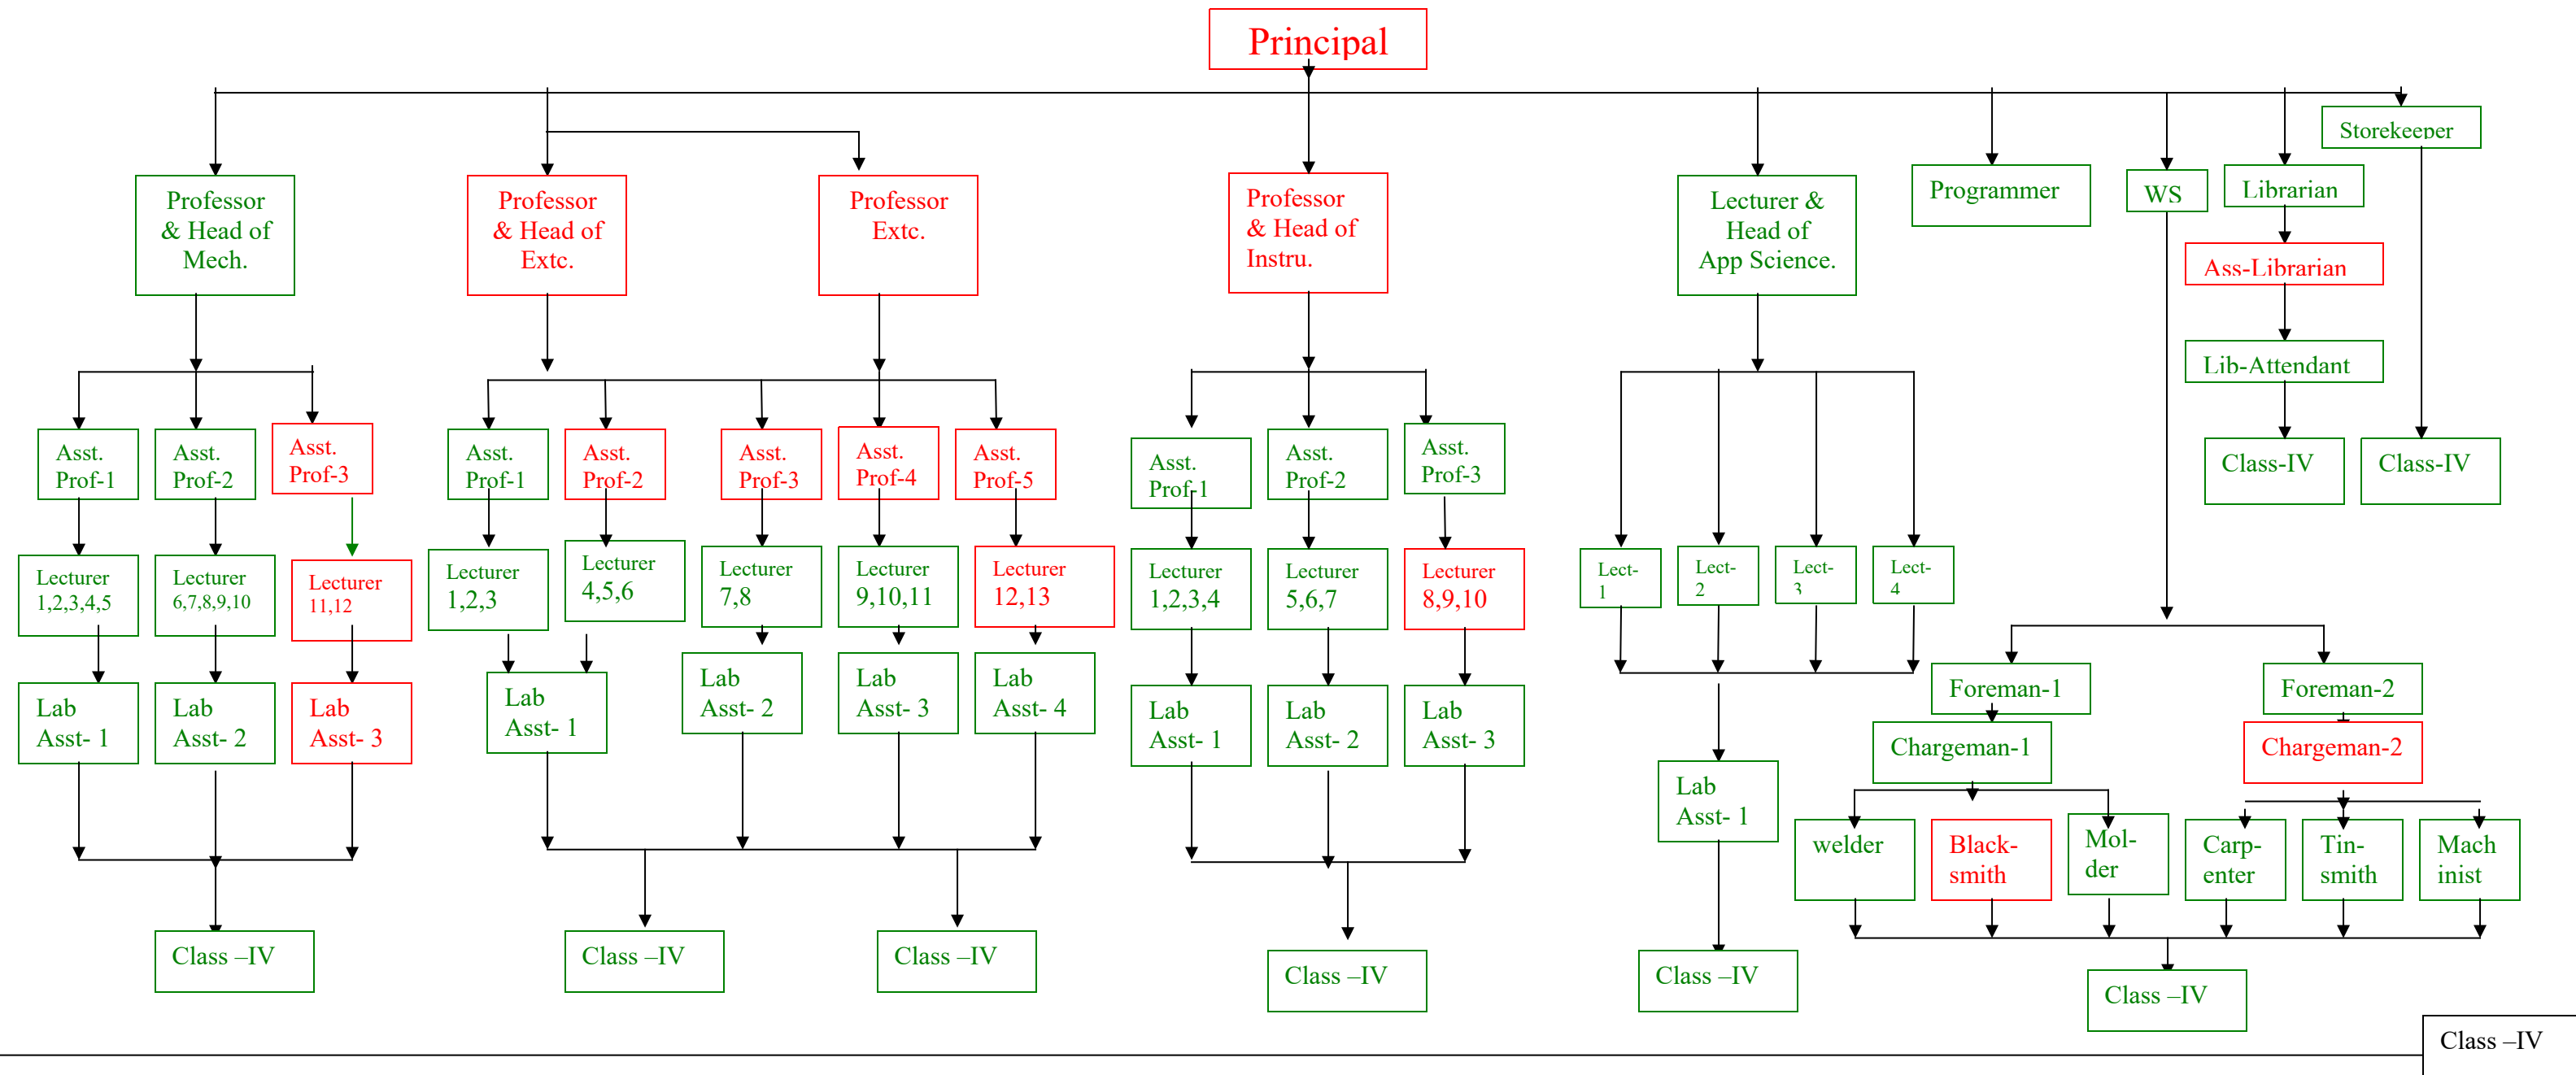 Principal
Storekeeper
Professor
& Head of
Mech.
Professor
& Head of
Extc.
Professor
Extc.
Professor
& Head of
Instru.
Lecturer &
Head of
App Science.
Programmer
WS
Librarian
Ass-Librarian
Lib-Attendant
Class-IV
Class-IV
Asst.
Prof-1
Asst.
Prof-2
Asst.
Prof-3
Asst.
Prof-1
Asst.
Prof-2
Asst.
Prof-3
Asst.
Prof-4
Asst.
Prof-5
Asst.
Prof-1
Asst.
Prof-2
Asst.
Prof-3
Lecturer
1,2,3,4,5
Lecturer
6,7,8,9,10
Lecturer
11,12
Lecturer
1,2,3
Lecturer
4,5,6
Lecturer
7,8
Lecturer
9,10,11
Lecturer
12,13
Lecturer
1,2,3,4
Lecturer
5,6,7
Lecturer
8,9,10
Lect-
1
Lect-
2
Lect-
3
Lect-
4
Lab
Asst- 1
Lab
Asst- 2
Lab
Asst- 3
Lab
Asst- 1
Lab
Asst- 2
Lab
Asst- 3
Lab
Asst- 4
Lab
Asst- 1
Lab
Asst- 2
Lab
Asst- 3
Lab
Asst- 1
Foreman-1
Foreman-2
Chargeman-1
Chargeman-2
welder
Black-
smith
Mol-
der
Carp-
enter
Tin-
smith
Mach
inist
Class –IV
Class –IV
Class –IV
Class –IV
Class –IV
Class –IV
Class –IV